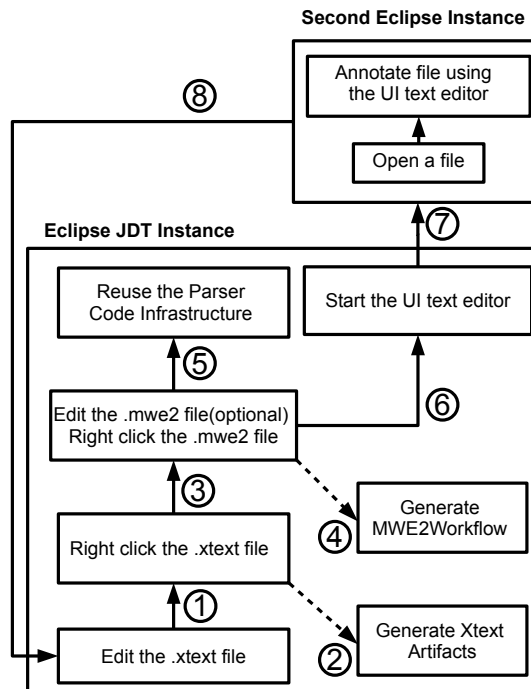 Second Eclipse Instance
Annotate file using
the UI text editor
⑧
Open a file
⑦
Eclipse JDT Instance
Reuse the Parser
Code Infrastructure
Start the UI text editor
⑤
Edit the .mwe2 file(optional)
Right click the .mwe2 file
⑥
③
Generate
MWE2Workflow
④
Right click the .xtext file
①
Generate Xtext
Artifacts
②
Edit the .xtext file